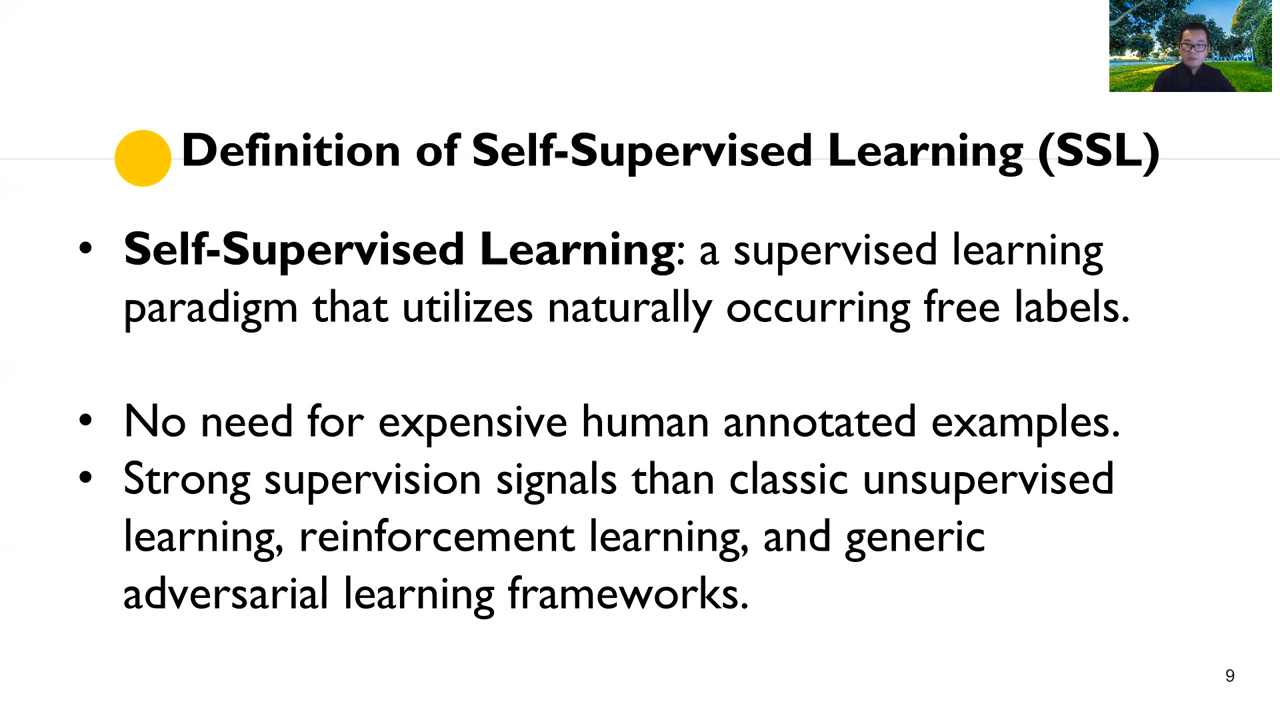 Definition of Self-Supervised Learning (SSL)
• Self-Supervised Learning: a supervised learning
paradigm that utilizes naturally occurring free labels.
• No need for expensive human annotated examples.
• Strong supervision signals than classic unsupervised
learning, reinforcement learning, and generic
adversarial learning frameworks.
9